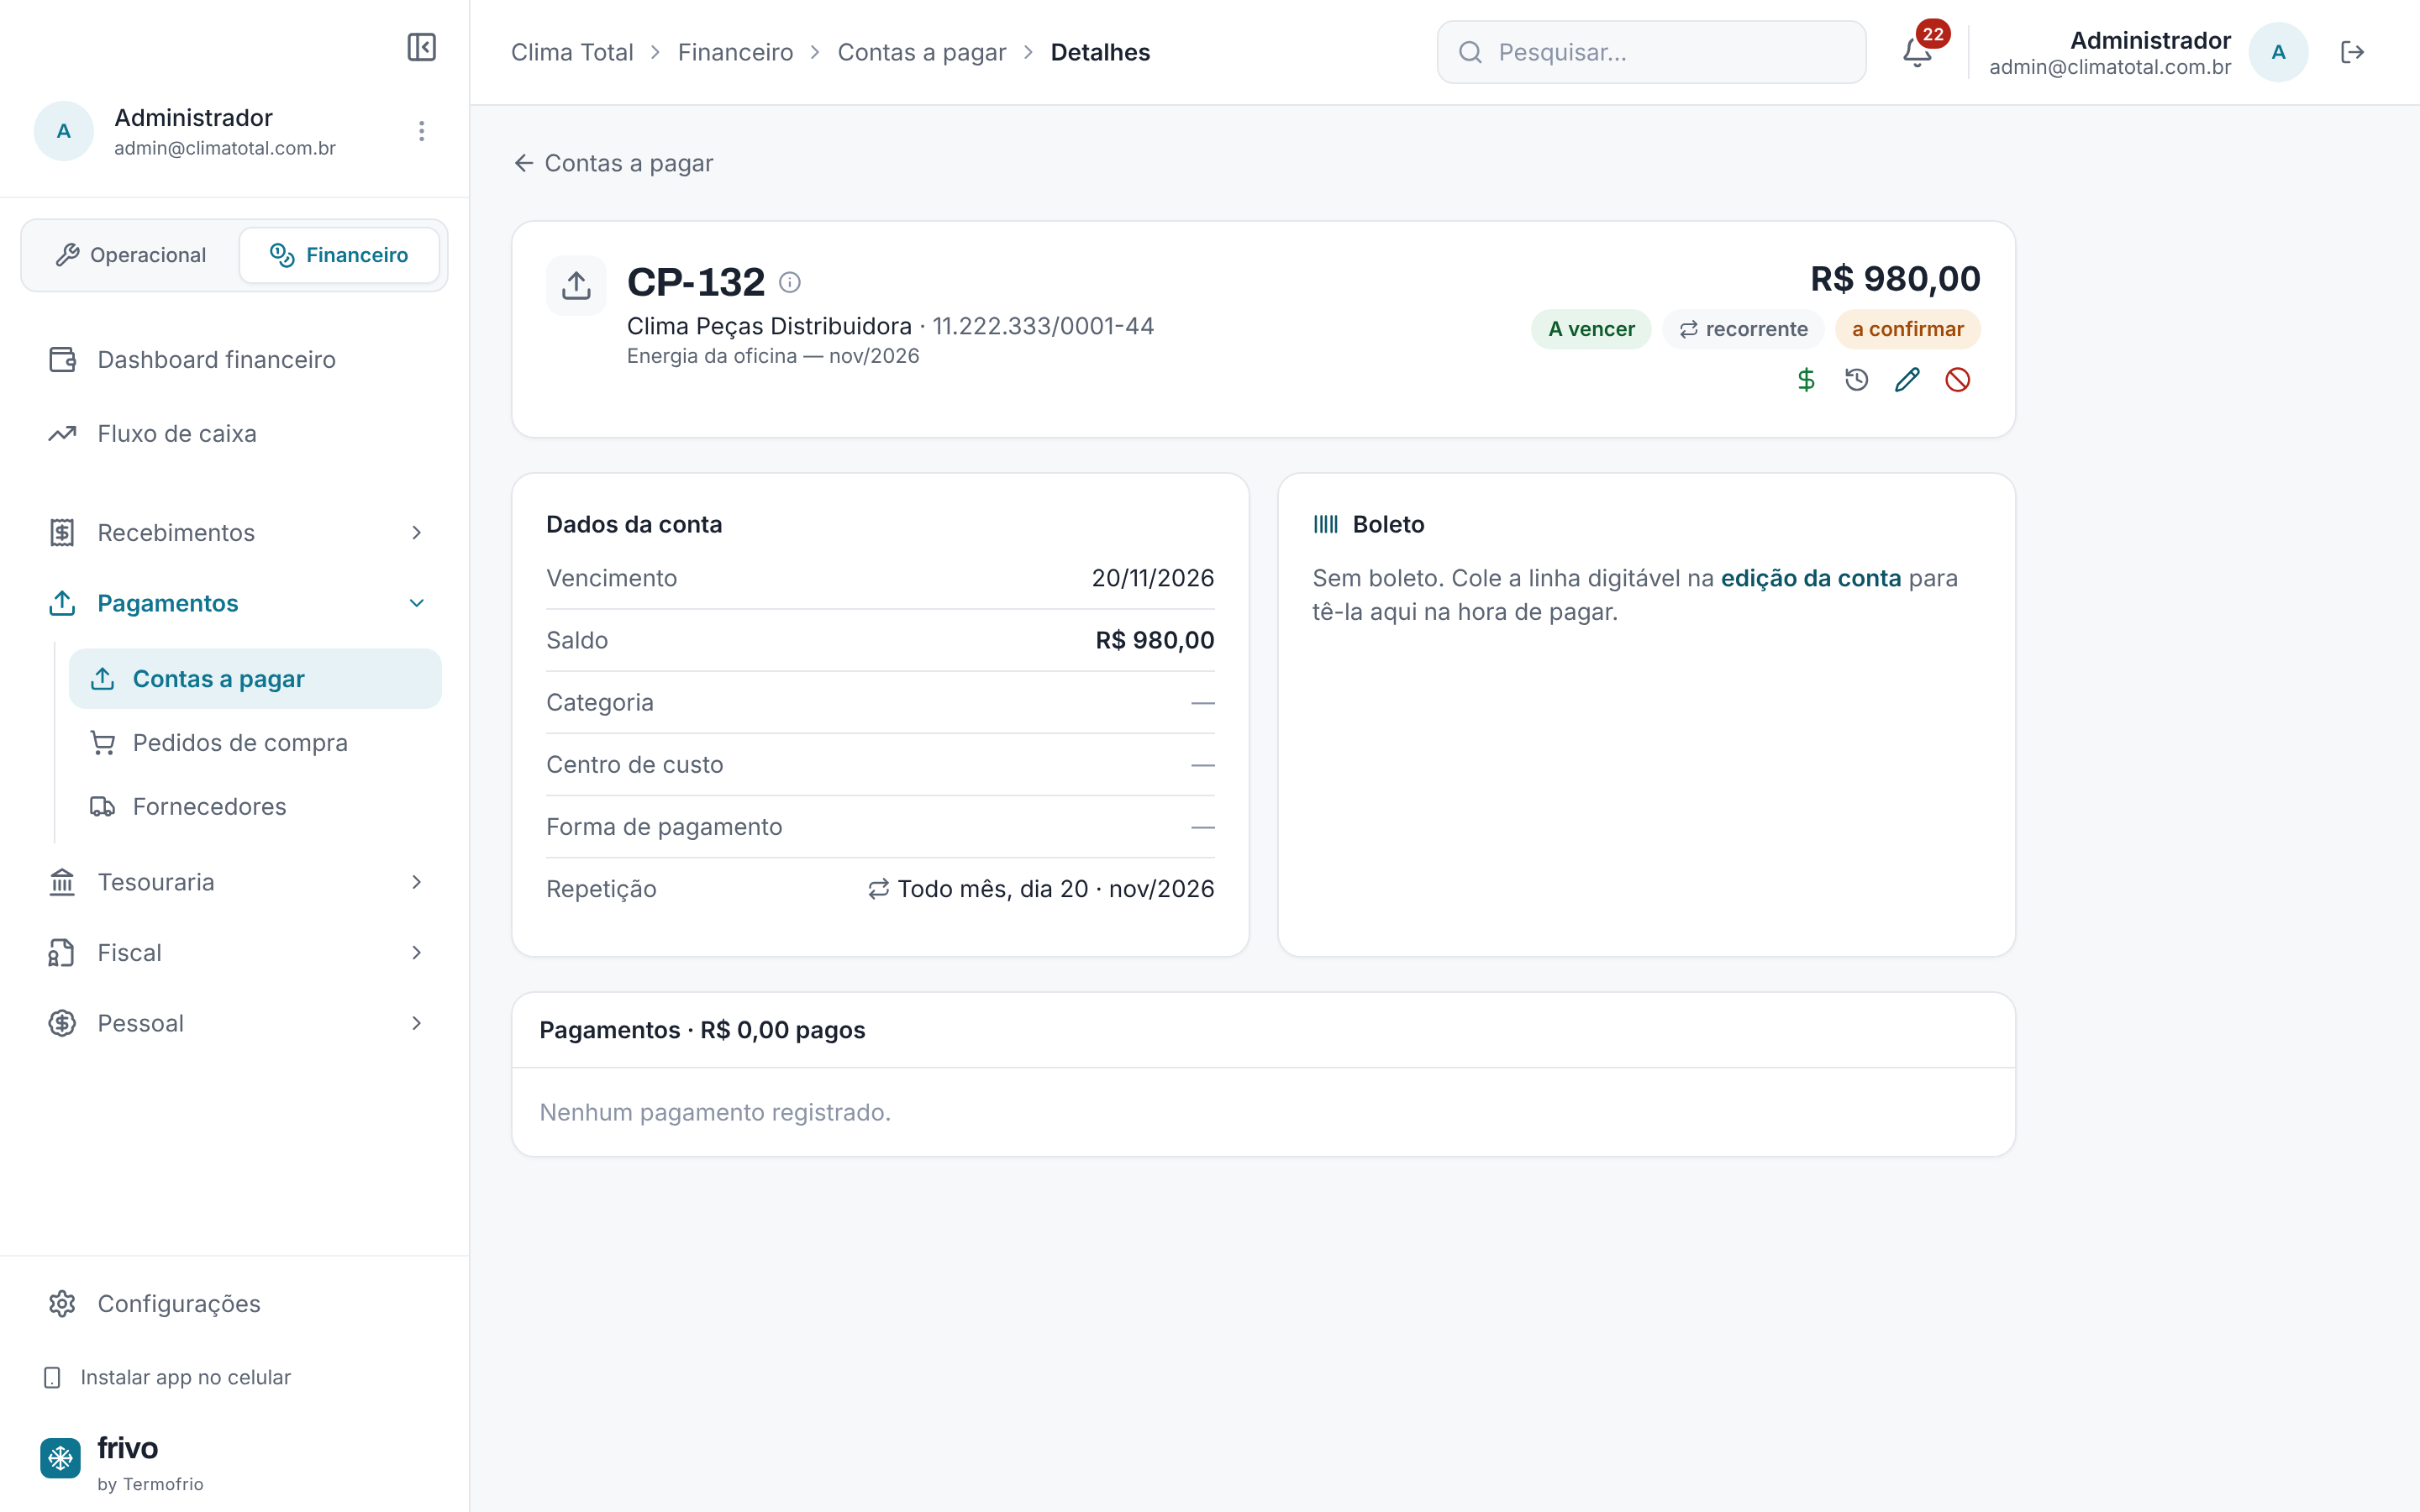 Clima Total > Financeiro > Contas a pagar > Detalhes
Pesquisar...
22
Administrador
admin@climatotal.com.br
A
A
Administrador
admin@climatotal.com.br
Operacional
Financeiro
Dashboard financeiro
Fluxo de caixa
Recebimentos
Pagamentos
Contas a pagar
Pedidos de compra
Fornecedores
Tesouraria
Fiscal
Pessoal
Configurações
Instalar app no celular
frivo
by Termofrio
Contas a pagar
CP-132
Clima Peças Distribuidora · 11.222.333/0001-44
Energia da oficina — nov/2026
R$ 980,00
A vencer
recorrente
a confirmar
Dados da conta
Vencimento 20/11/2026
Saldo R$ 980,00
Categoria —
Centro de custo —
Forma de pagamento —
Repetição Todo mês, dia 20 · nov/2026
Boleto
Sem boleto. Cole a linha digitável na edição da conta para
tê-la aqui na hora de pagar.
Pagamentos · R$ 0,00 pagos
Nenhum pagamento registrado.